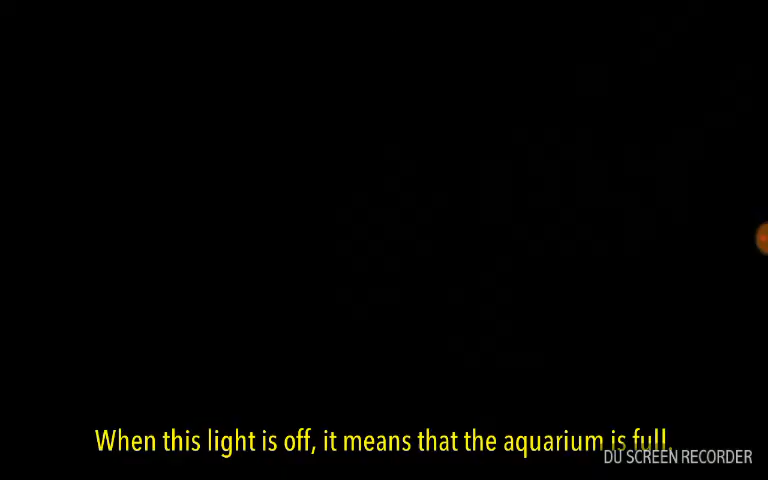 When this light is off, it means that the aquarium is full.
DU SCREEN RECORDER